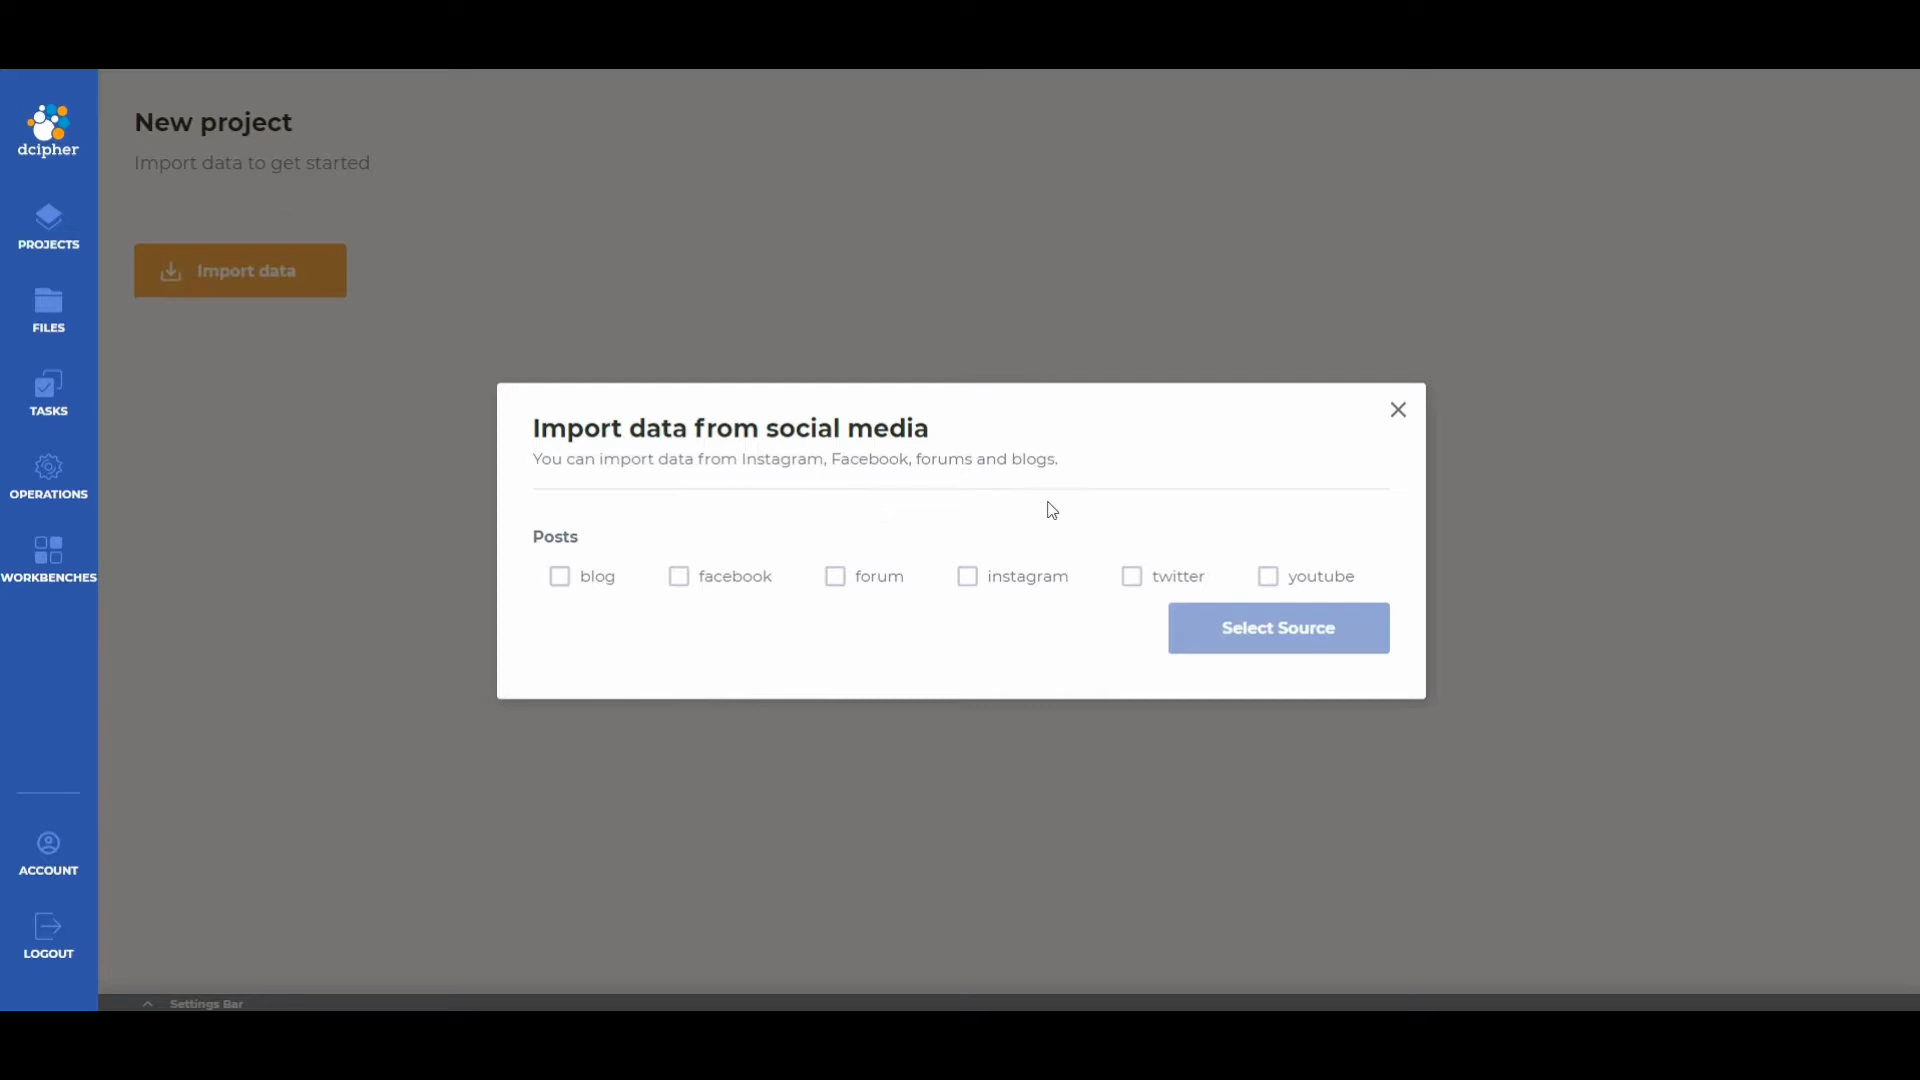 dcipher
PROJECTS
FILES
TASKS
OPERATIONS
WORKBENCHES
ACCOUNT
LOGOUT
New project
Import data to get started
Import data
Import data from social media
You can import data from Instagram, Facebook, forums and blogs.
Posts
blog facebook forum instagram twitter youtube
Select Source
Settings Bar